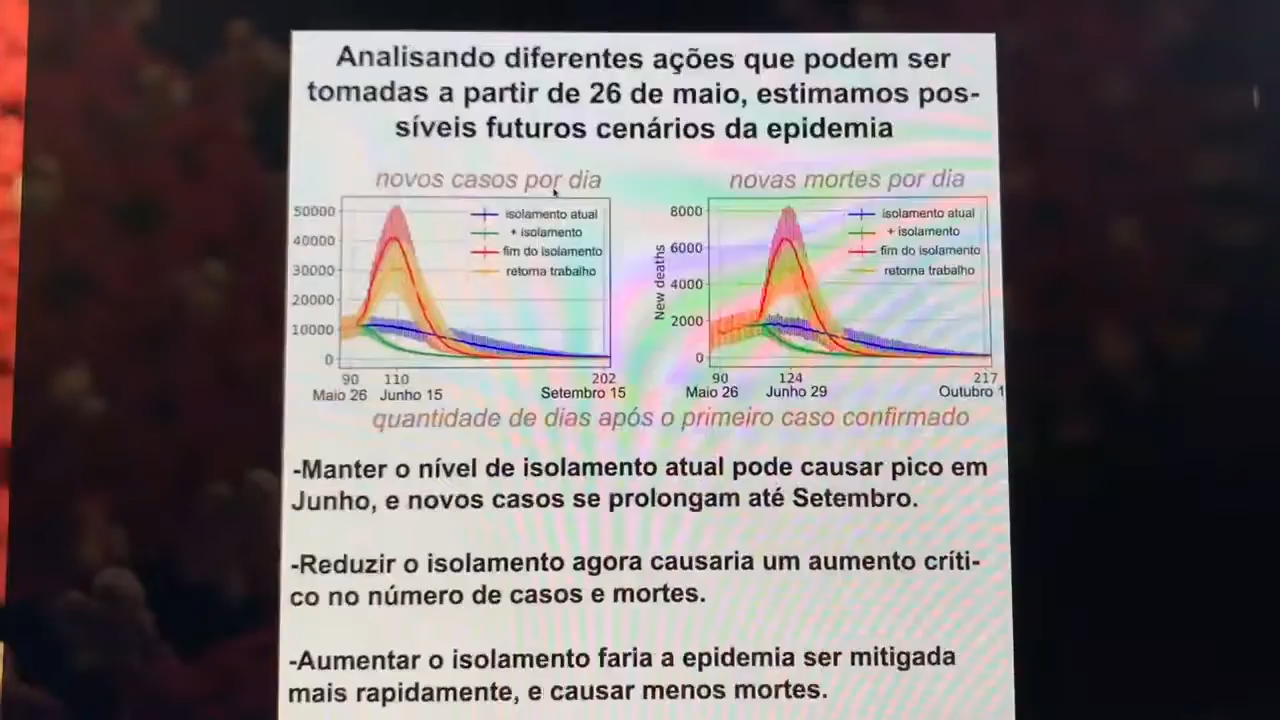 Analisando diferentes ações que podem ser
tomadas a partir de 26 de maio, estimamos pos-
síveis futuros cenários da epidemia
novos casos por dia
50000
40000
30000
20000
10000
0
isolamento atual
+ isolamento
fim do isolamento
retorna trabalho
90 110 202
Maio 26 Junho 15 Setembro 15
novas mortes por dia
New deaths
8000
6000
4000
2000
0
isolamento atual
+ isolamento
fim do isolamento
retorna trabalho
90 124 217
Maio 26 Junho 29 Outubro 1
quantidade de dias após o primeiro caso confirmado
-Manter o nível de isolamento atual pode causar pico em
Junho, e novos casos se prolongam até Setembro.
-Reduzir o isolamento agora causaria um aumento críti-
co no número de casos e mortes.
-Aumentar o isolamento faria a epidemia ser mitigada
mais rapidamente, e causar menos mortes.